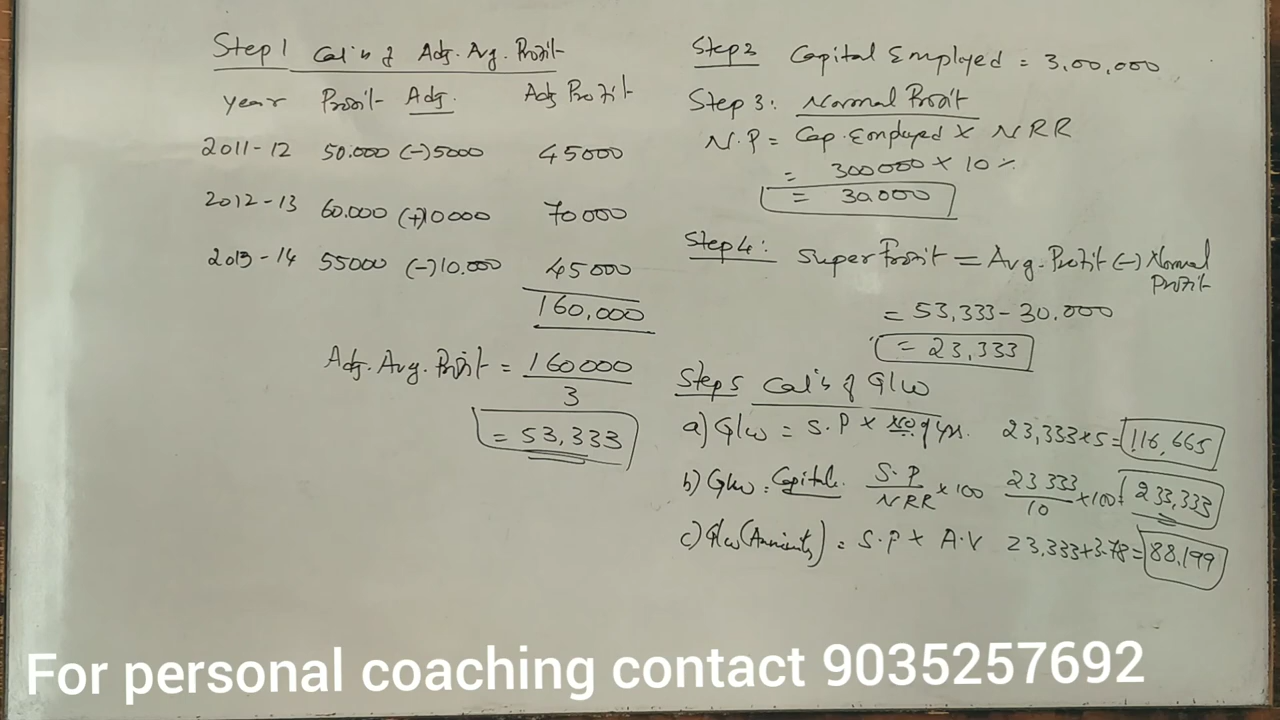 Step 1 Cal'n of Adj. Avg. Profit
Year Profit Adj. Adj Profit
2011-12 50.000 (-) 5000 45000
2012-13 60.000 (+) 10000 70000
2013-14 55000 (-) 10.000 45000
160,000
Adj. Avg. Profit = 160000
3
= 53,333
Step 2 Capital Employed = 3,00,000
Step 3: Normal Profit
N.P = Cap. Employed × NRR
= 300000 × 10%
= 30,000
Step 4: Super Profit = Avg. Profit (-) Normal
Profit
= 53,333 - 30.000
= 23,333
Step 5 Cal'n of G/w
a) G/w = S.P × no of yrs. 23,333×5 = 116,665
b) G/w = Capitali. S.P / NRR × 100 23 333 / 10 ×100 = 233,333
c) G/w (Annuity) = S.P × A.V 23,333×3.78 = 88,199
For personal coaching contact 9035257692